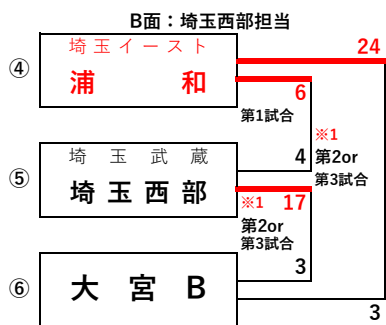 B面：埼玉西部担当
④
埼玉イースト
浦和
24
6
第1試合
※1
第2or
第3試合
4
⑤
埼玉武蔵
埼玉西部
※1 17
第2or
第3試合
3
⑥
大宮B
3